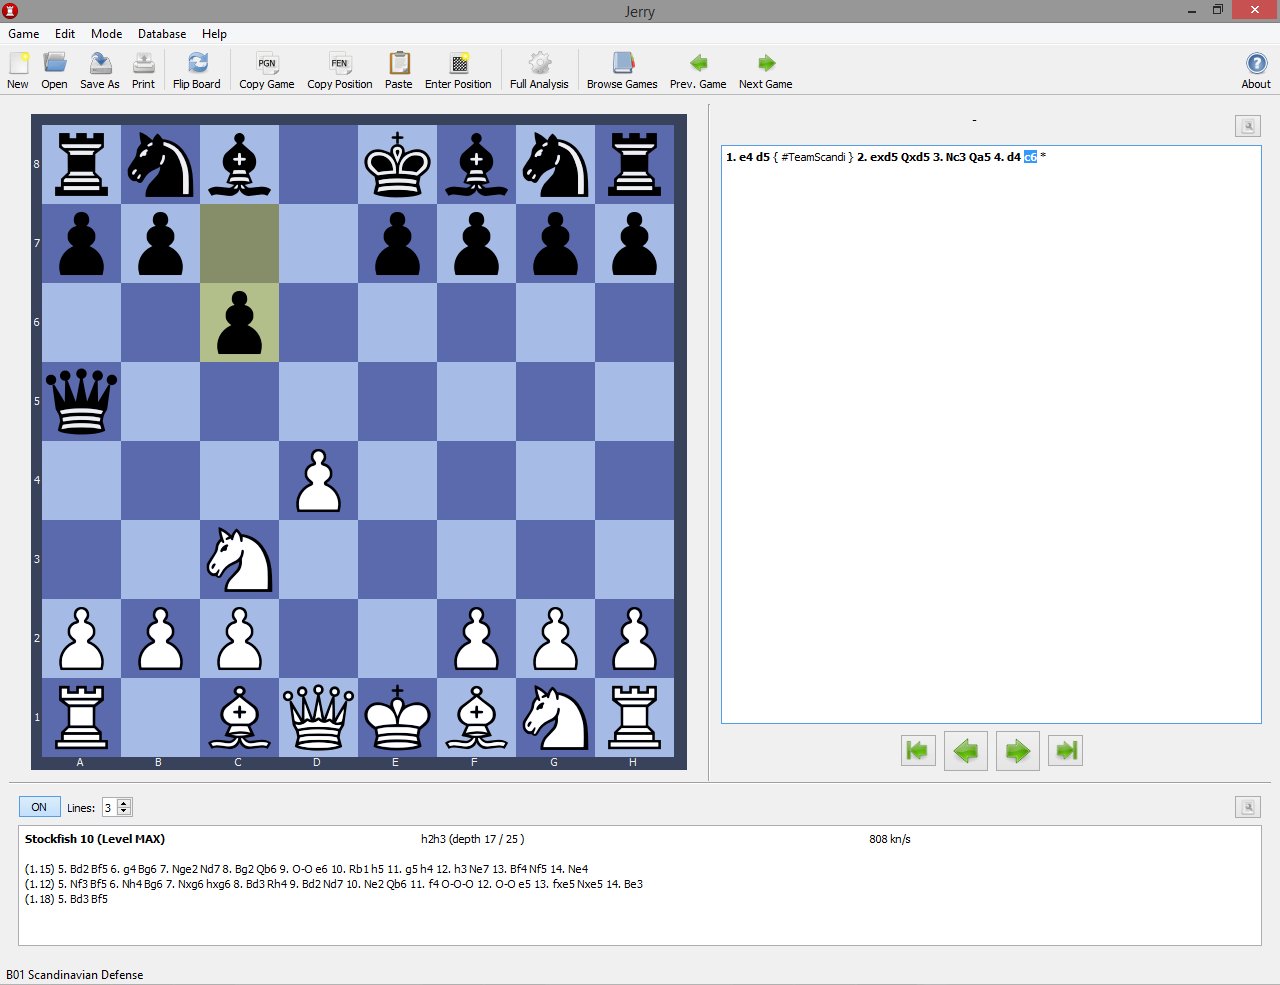 Jerry
Game Edit Mode Database Help
PGN FEN
New Open Save As Print Flip Board Copy Game Copy Position Paste Enter Position Full Analysis Browse Games Prev. Game Next Game About
-
1. e4 d5 { #TeamScandi } 2. exd5 Qxd5 3. Nc3 Qa5 4. d4 c6 *
8
7
6
5
4
3
2
1
A B C D E F G H
ON Lines: 3
Stockfish 10 (Level MAX) h2h3 (depth 17 / 25 ) 808 kn/s
(1.15) 5. Bd2 Bf5 6. g4 Bg6 7. Nge2 Nd7 8. Bg2 Qb6 9. O-O e6 10. Rb1 h5 11. g5 h4 12. h3 Ne7 13. Bf4 Nf5 14. Ne4
(1.12) 5. Nf3 Bf5 6. Nh4 Bg6 7. Nxg6 hxg6 8. Bd3 Rh4 9. Bd2 Nd7 10. Ne2 Qb6 11. f4 O-O-O 12. O-O e5 13. fxe5 Nxe5 14. Be3
(1.18) 5. Bd3 Bf5
B01 Scandinavian Defense